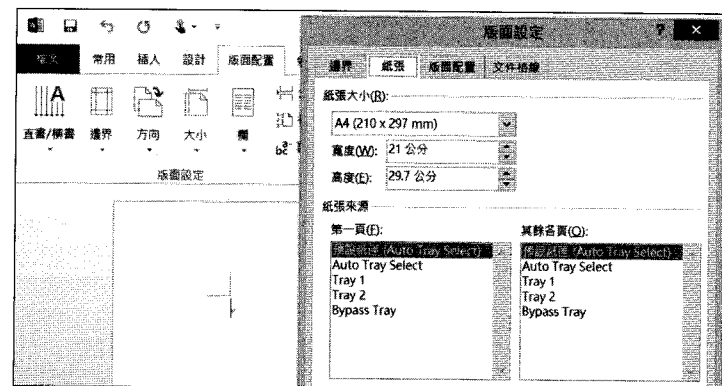 版面設定 ? ×
檔案 常用 插入 設計 版面配置
邊界 紙張 版面配置 文件格線
紙張大小(R):
A4 (210 x 297 mm)
寬度(W): 21 公分
高度(E): 29.7 公分
直書/橫書 邊界 方向 大小 欄
版面設定
紙張來源
第一頁(F): 其餘各頁(O):
預設紙匣 (Auto Tray Select) 預設紙匣 (Auto Tray Select)
Auto Tray Select Auto Tray Select
Tray 1 Tray 1
Tray 2 Tray 2
Bypass Tray Bypass Tray